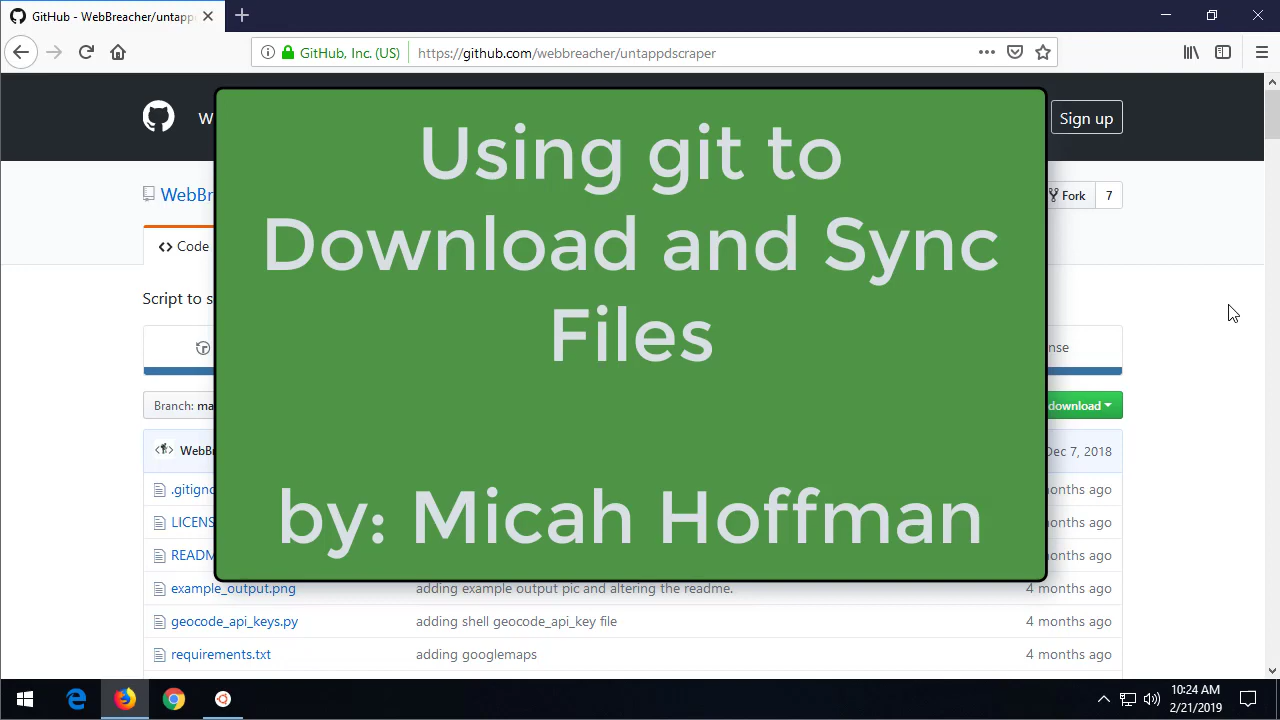 GitHub - WebBreacher/untapp
GitHub, Inc. (US)
https://github.com/webbreacher/untappdscraper
W
Sign up
Using git to
Download and Sync
Files
by: Micah Hoffman
WebBr
Fork 7
Code
Script to s
nse
Branch: ma
download
WebBr
Dec 7, 2018
.gitigno
months ago
LICENS
months ago
READM
months ago
example_output.png adding example output pic and altering the readme. 4 months ago
geocode_api_keys.py adding shell geocode_api_key file 4 months ago
requirements.txt adding googlemaps 4 months ago
10:24 AM
2/21/2019